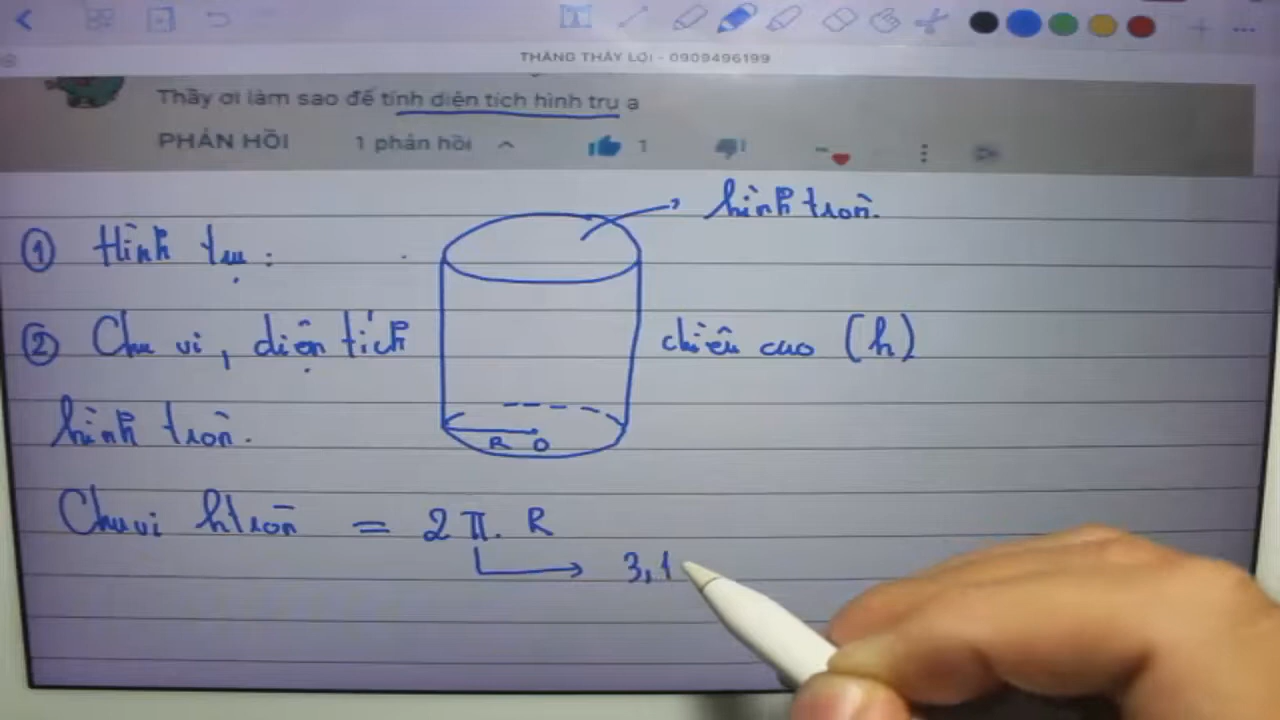 THẦNG THẦY LỢI - 0909496199
Thầy ơi làm sao để tính diện tích hình trụ ạ
PHẢN HỒI 1 phản hồi 1
hình tròn.
① Hình trụ :
② Chu vi, diện tích chiều cao (h)
hình tròn.
R O
Chu vi htròn = 2 π. R
3,1